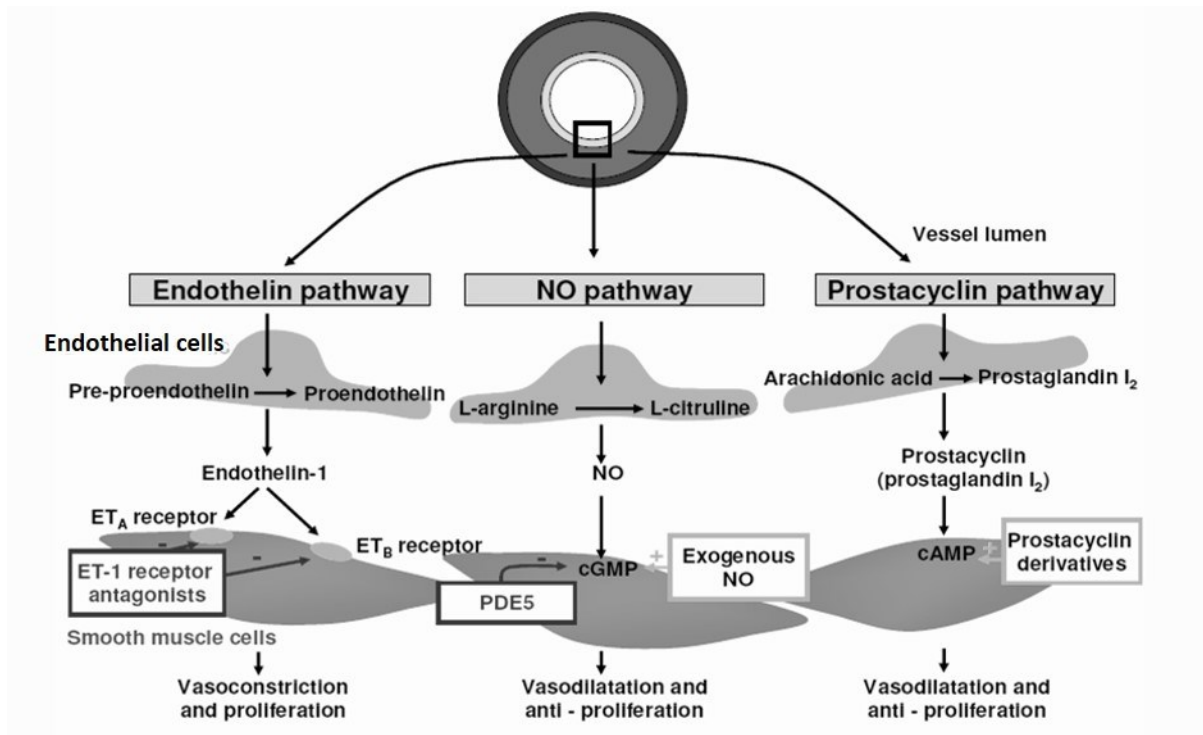 Vessel lumen
Endothelin pathway
NO pathway
Prostacyclin pathway
Endothelial cells
Pre-proendothelin → Proendothelin
L-arginine → L-citruline
Arachidonic acid → Prostaglandin I₂
Endothelin-1
NO
Prostacyclin
(prostaglandin I₂)
ET_A receptor
ET_B receptor
-
-
ET-1 receptor
antagonists
-
cGMP
PDE5
+
Exogenous
NO
cAMP
+
Prostacyclin
derivatives
Smooth muscle cells
Vasoconstriction
and proliferation
Vasodilatation and
anti - proliferation
Vasodilatation and
anti - proliferation